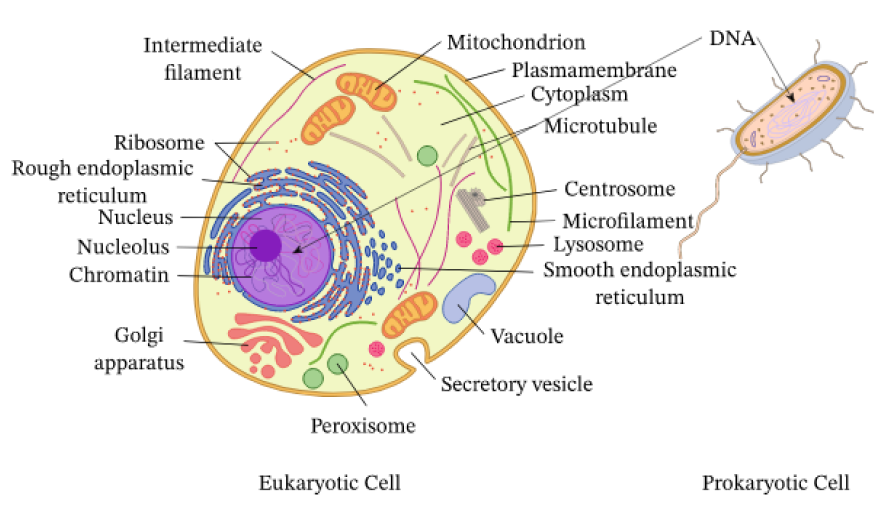 Intermediate
filament
Mitochondrion
DNA
Plasmamembrane
Cytoplasm
Microtubule
Ribosome
Rough endoplasmic
reticulum
Nucleus
Nucleolus
Chromatin
Centrosome
Microfilament
Lysosome
Smooth endoplasmic
reticulum
Golgi
apparatus
Vacuole
Secretory vesicle
Peroxisome
Eukaryotic Cell
Prokaryotic Cell